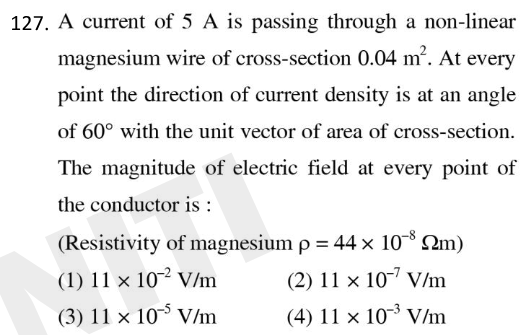 127. A current of 5 A is passing through a non-linear
magnesium wire of cross-section 0.04 m². At every
point the direction of current density is at an angle
of 60° with the unit vector of area of cross-section.
The magnitude of electric field at every point of
the conductor is :
(Resistivity of magnesium ρ = 44 × 10⁻⁸ Ωm)
(1) 11 × 10⁻² V/m (2) 11 × 10⁻⁷ V/m
(3) 11 × 10⁻⁵ V/m (4) 11 × 10⁻³ V/m
NITI